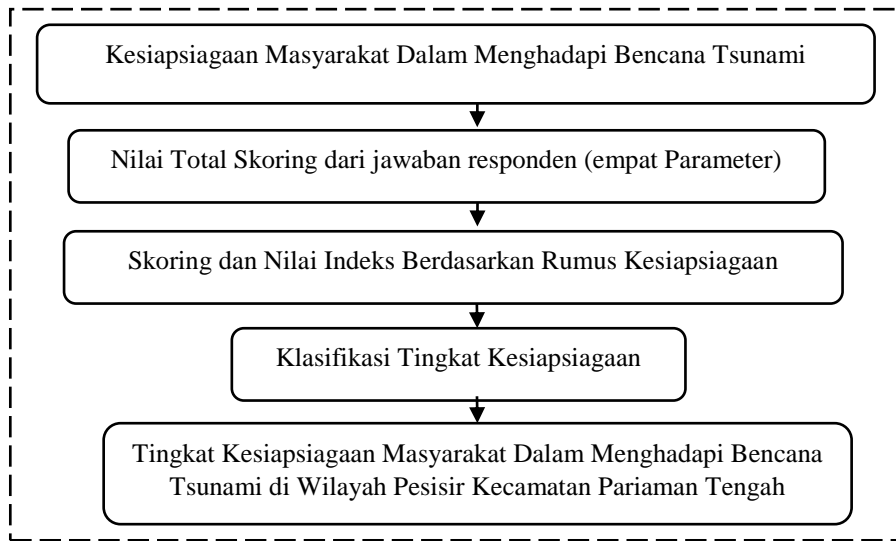 Kesiapsiagaan Masyarakat Dalam Menghadapi Bencana Tsunami
Nilai Total Skoring dari jawaban responden (empat Parameter)
Skoring dan Nilai Indeks Berdasarkan Rumus Kesiapsiagaan
Klasifikasi Tingkat Kesiapsiagaan
Tingkat Kesiapsiagaan Masyarakat Dalam Menghadapi Bencana
Tsunami di Wilayah Pesisir Kecamatan Pariaman Tengah